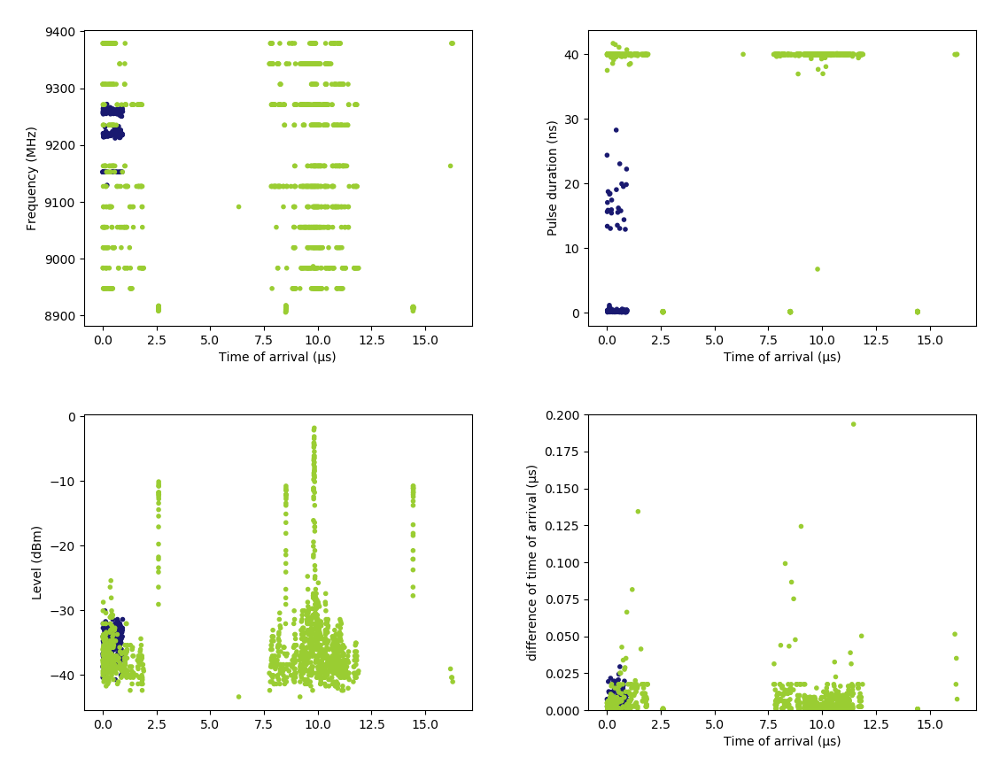 9400
9300
9200
9100
9000
8900
Frequency (MHz)
0.0 2.5 5.0 7.5 10.0 12.5 15.0
Time of arrival (µs)
40
30
20
10
0
Pulse duration (ns)
0.0 2.5 5.0 7.5 10.0 12.5 15.0
Time of arrival (µs)
0
−10
−20
−30
−40
Level (dBm)
0.0 2.5 5.0 7.5 10.0 12.5 15.0
0.200
0.175
0.150
0.125
0.100
0.075
0.050
0.025
0.000
difference of time of arrival (µs)
0.0 2.5 5.0 7.5 10.0 12.5 15.0
Time of arrival (µs)